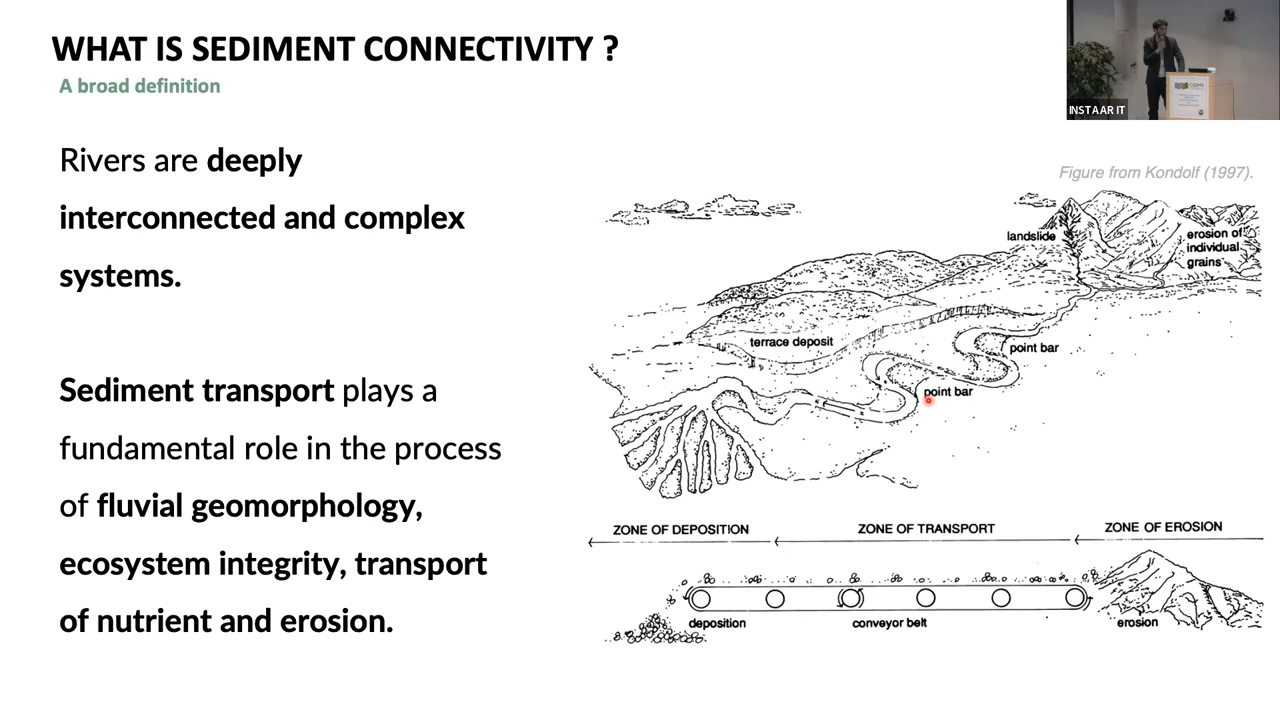 WHAT IS SEDIMENT CONNECTIVITY ?
A broad definition
INSTAAR IT
Rivers are deeply
interconnected and complex
systems.
Sediment transport plays a
fundamental role in the process
of fluvial geomorphology,
ecosystem integrity, transport
of nutrient and erosion.
Figure from Kondolf (1997).
landslide
erosion of
individual
grains
terrace deposit
point bar
point bar
ZONE OF DEPOSITION
ZONE OF TRANSPORT
ZONE OF EROSION
deposition
conveyor belt
erosion